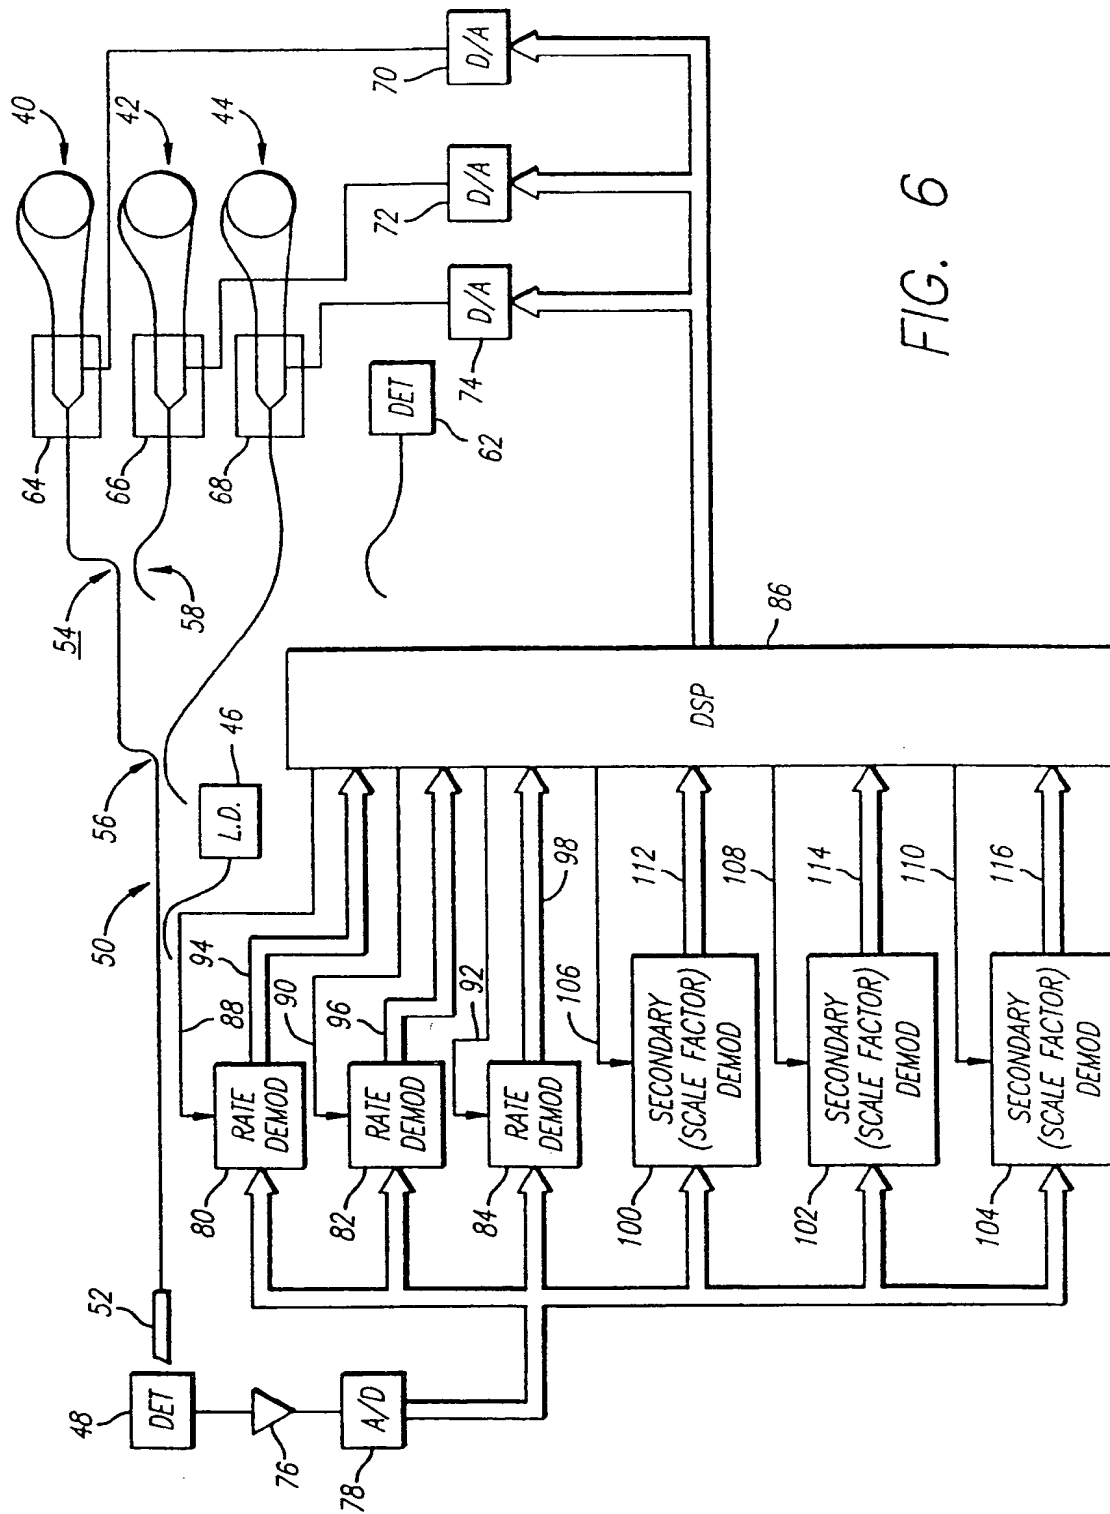 40
42
44
64
66
68
54
58
56
50
52
46
L.D.
DET
62
D/A
70
D/A
72
D/A
74
DET
48
76
A/D
78
RATE
DEMOD
80
88
94
RATE
DEMOD
82
90
96
RATE
DEMOD
84
92
98
SECONDARY
(SCALE FACTOR)
DEMOD
100
106
112
SECONDARY
(SCALE FACTOR)
DEMOD
102
108
114
SECONDARY
(SCALE FACTOR)
DEMOD
104
110
116
DSP
86
FIG. 6